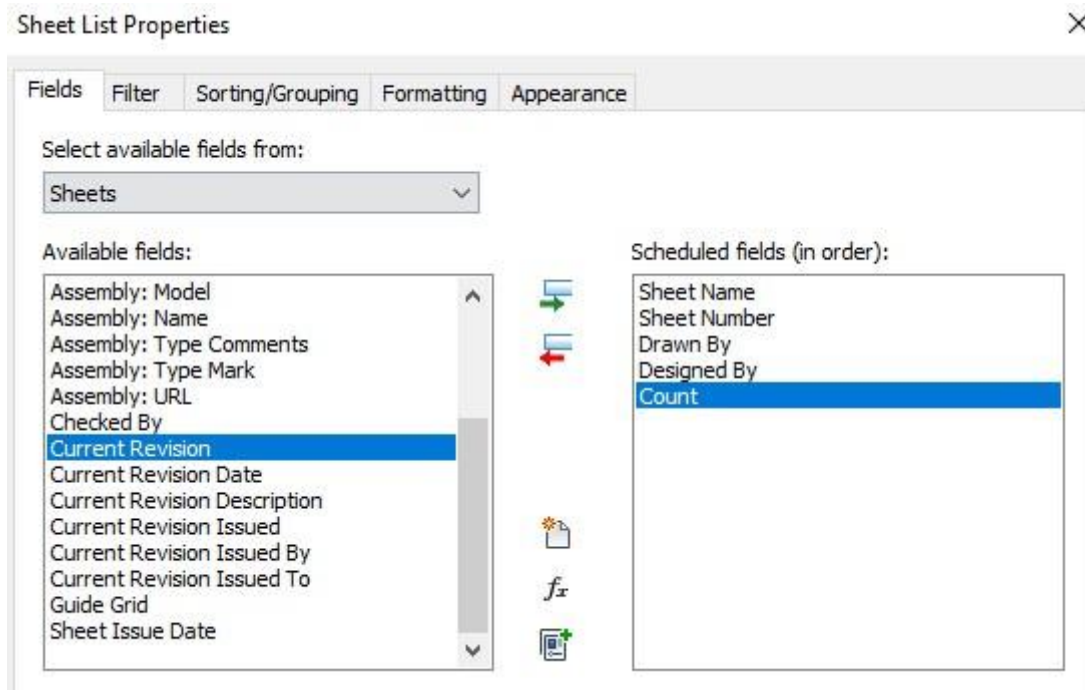 Sheet List Properties
Fields Filter Sorting/Grouping Formatting Appearance
Select available fields from:
Sheets
Available fields:
Assembly: Model
Assembly: Name
Assembly: Type Comments
Assembly: Type Mark
Assembly: URL
Checked By
Current Revision
Current Revision Date
Current Revision Description
Current Revision Issued
Current Revision Issued By
Current Revision Issued To
Guide Grid
Sheet Issue Date
fx
Scheduled fields (in order):
Sheet Name
Sheet Number
Drawn By
Designed By
Count